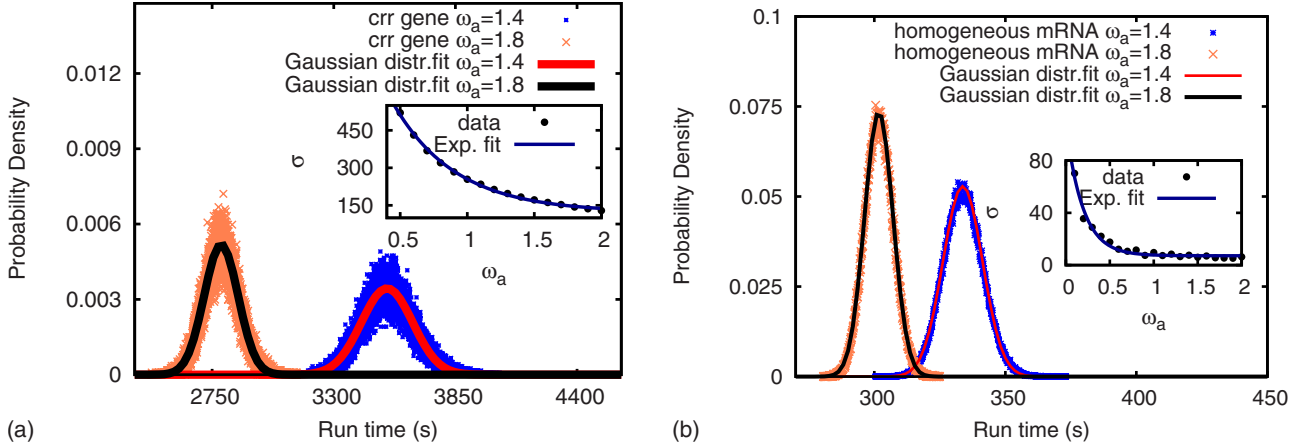 crr gene ωa=1.4
crr gene ωa=1.8
Gaussian distr.fit ωa=1.4
Gaussian distr.fit ωa=1.8
0.012
0.009
0.006
0.003
0
Probability Density
2750 3300 3850 4400
Run time (s)
data
Exp. fit
σ
450
300
150
0.5 1 1.5 2
ωa
(a)
homogeneous mRNA ωa=1.4
homogeneous mRNA ωa=1.8
Gaussian distr.fit ωa=1.4
Gaussian distr.fit ωa=1.8
0.1
0.075
0.05
0.025
0
Probability Density
300 350 400 450
Run time (s)
data
Exp. fit
σ
80
40
0
0 0.5 1 1.5 2
ωa
(b)